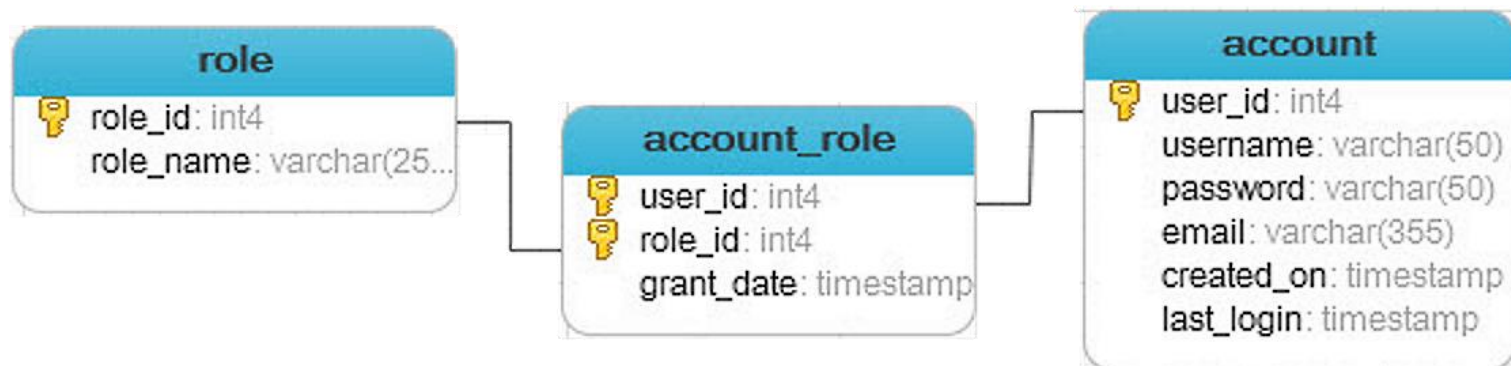 role
role_id: int4
role_name: varchar(25...
account_role
user_id: int4
role_id: int4
grant_date: timestamp
account
user_id: int4
username: varchar(50)
password: varchar(50)
email: varchar(355)
created_on: timestamp
last_login: timestamp